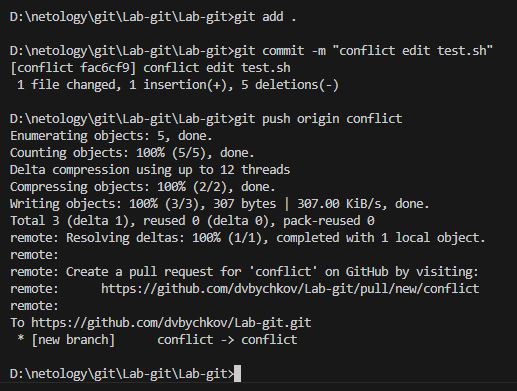 D:\netology\git\Lab-git\Lab-git>git add .
D:\netology\git\Lab-git\Lab-git>git commit -m "conflict edit test.sh"
[conflict fac6cf9] conflict edit test.sh
 1 file changed, 1 insertion(+), 5 deletions(-)
D:\netology\git\Lab-git\Lab-git>git push origin conflict
Enumerating objects: 5, done.
Counting objects: 100% (5/5), done.
Delta compression using up to 12 threads
Compressing objects: 100% (2/2), done.
Writing objects: 100% (3/3), 307 bytes | 307.00 KiB/s, done.
Total 3 (delta 1), reused 0 (delta 0), pack-reused 0
remote: Resolving deltas: 100% (1/1), completed with 1 local object.
remote:
remote: Create a pull request for 'conflict' on GitHub by visiting:
remote:      https://github.com/dvbychkov/Lab-git/pull/new/conflict
remote:
To https://github.com/dvbychkov/Lab-git.git
 * [new branch]      conflict -> conflict
D:\netology\git\Lab-git\Lab-git>